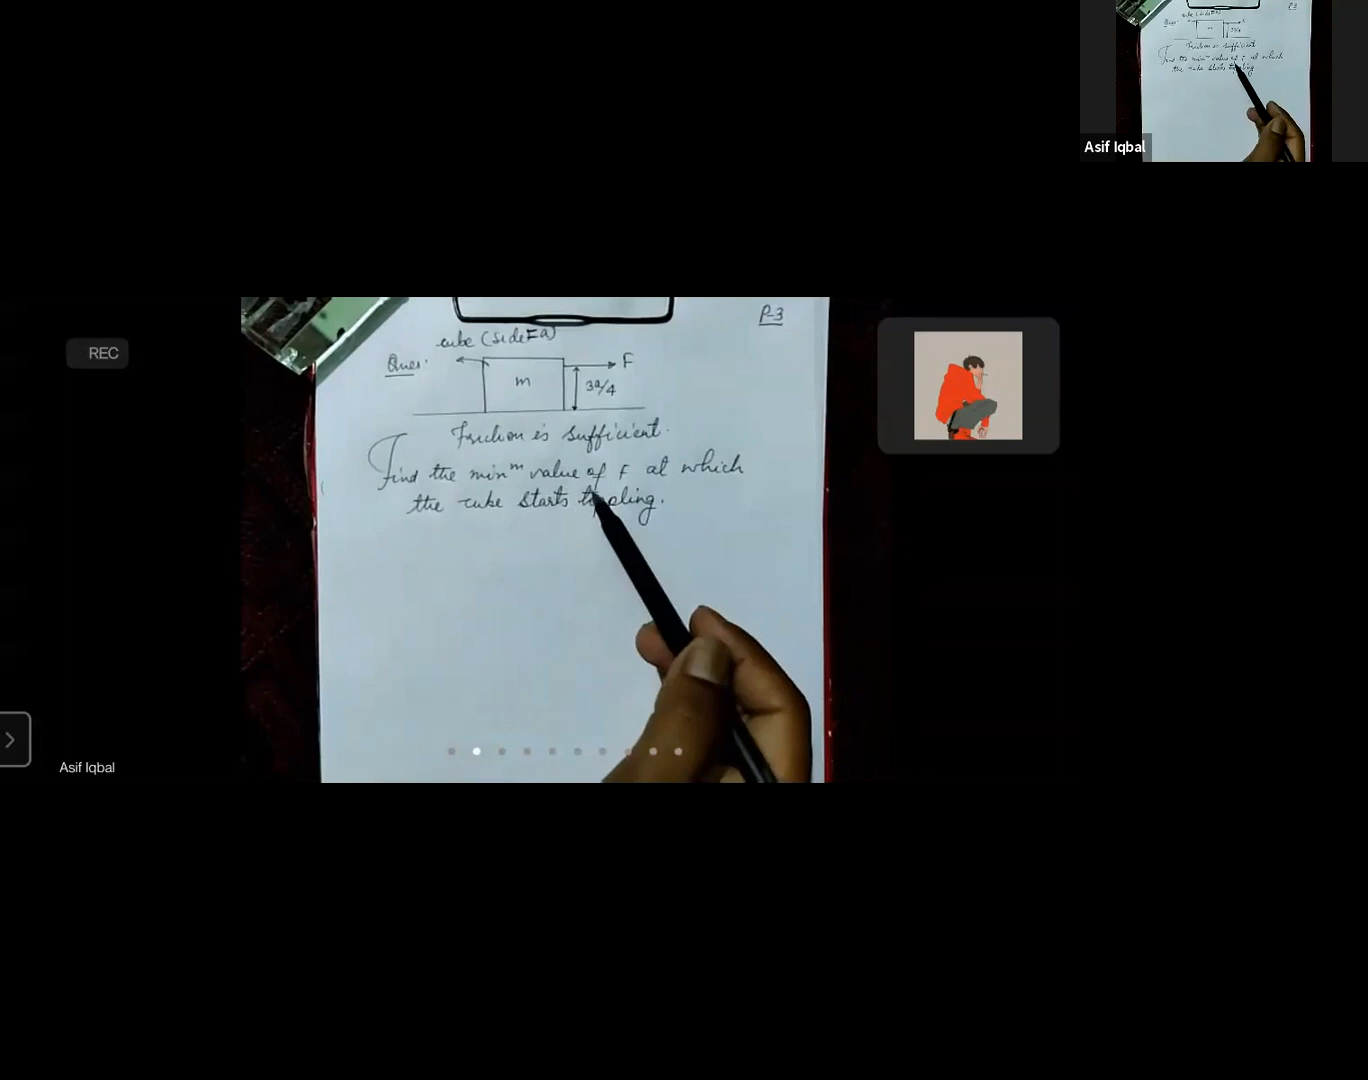 Asif Iqbal
P-3
cube (side=a)
Ques.
F
m
3a/4
REC
Friction is sufficient.
Find the minᵐ value of F at which
the cube starts toppling.
Asif Iqbal